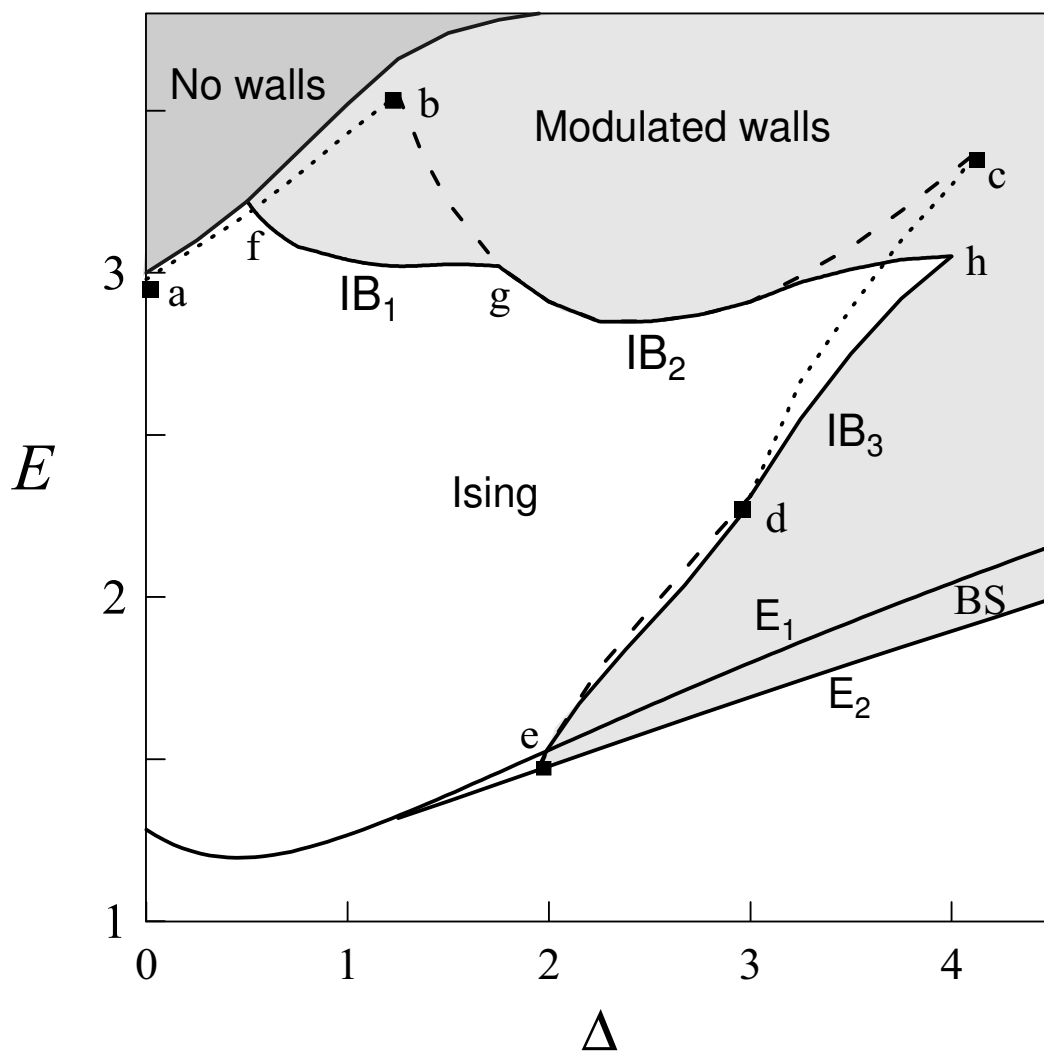 No walls
b
Modulated walls
c
f
3
a
IB₁
g
h
IB₂
IB₃
E
Ising
d
2
BS
E₁
E₂
e
1
0 1 2 3 4
Δ